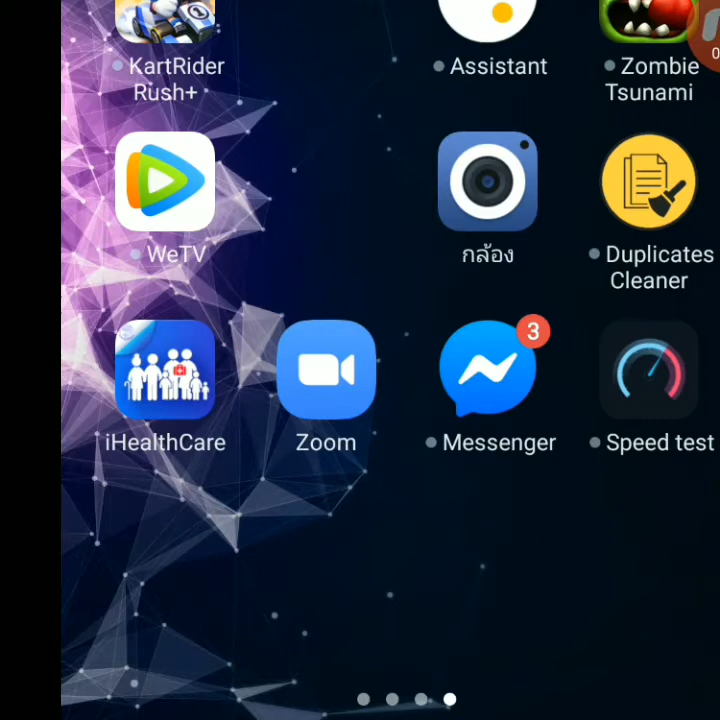 KartRider
Rush+
Assistant
Zombie
Tsunami
WeTV
กล้อง
Duplicates
Cleaner
3
iHealthCare
Zoom
Messenger
Speed test